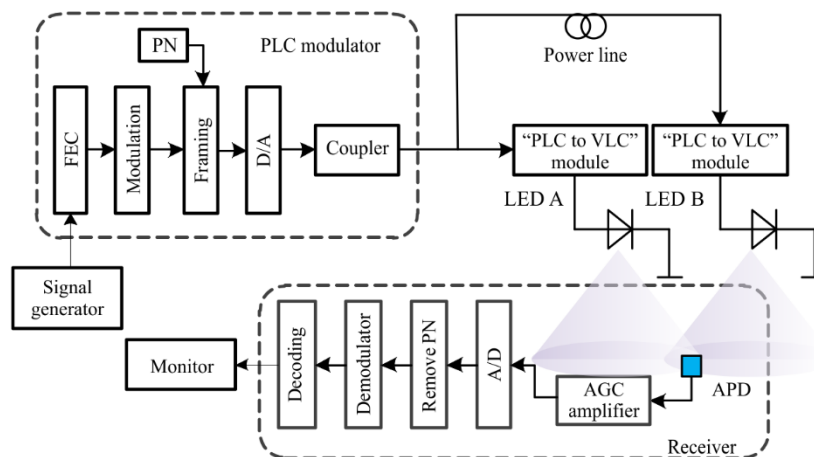 PN
PLC modulator
Power line
FEC
Modulation
Framing
D/A
Coupler
“PLC to VLC”
module
“PLC to VLC”
module
LED A
LED B
Signal
generator
Monitor
Decoding
Demodulator
Remove PN
A/D
AGC
amplifier
APD
Receiver